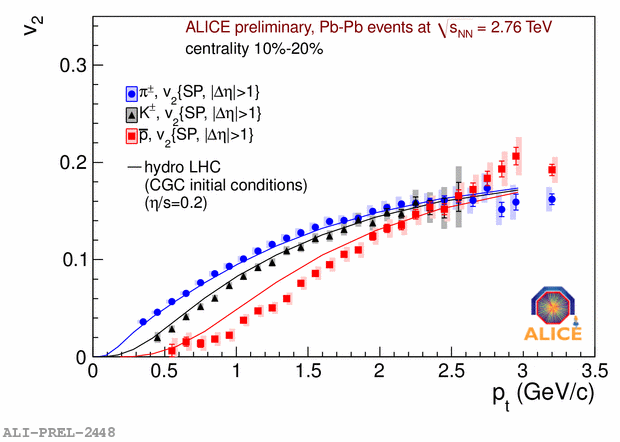 ALICE preliminary, Pb-Pb events at √sNN = 2.76 TeV
centrality 10%-20%
π±, v2{SP, |Δη|>1}
K±, v2{SP, |Δη|>1}
p̅, v2{SP, |Δη|>1}
hydro LHC
(CGC initial conditions)
(η/s=0.2)
v2
0.3
0.2
0.1
0
0 0.5 1 1.5 2 2.5 3 3.5
pt (GeV/c)
ALICE
ALI-PREL-2448